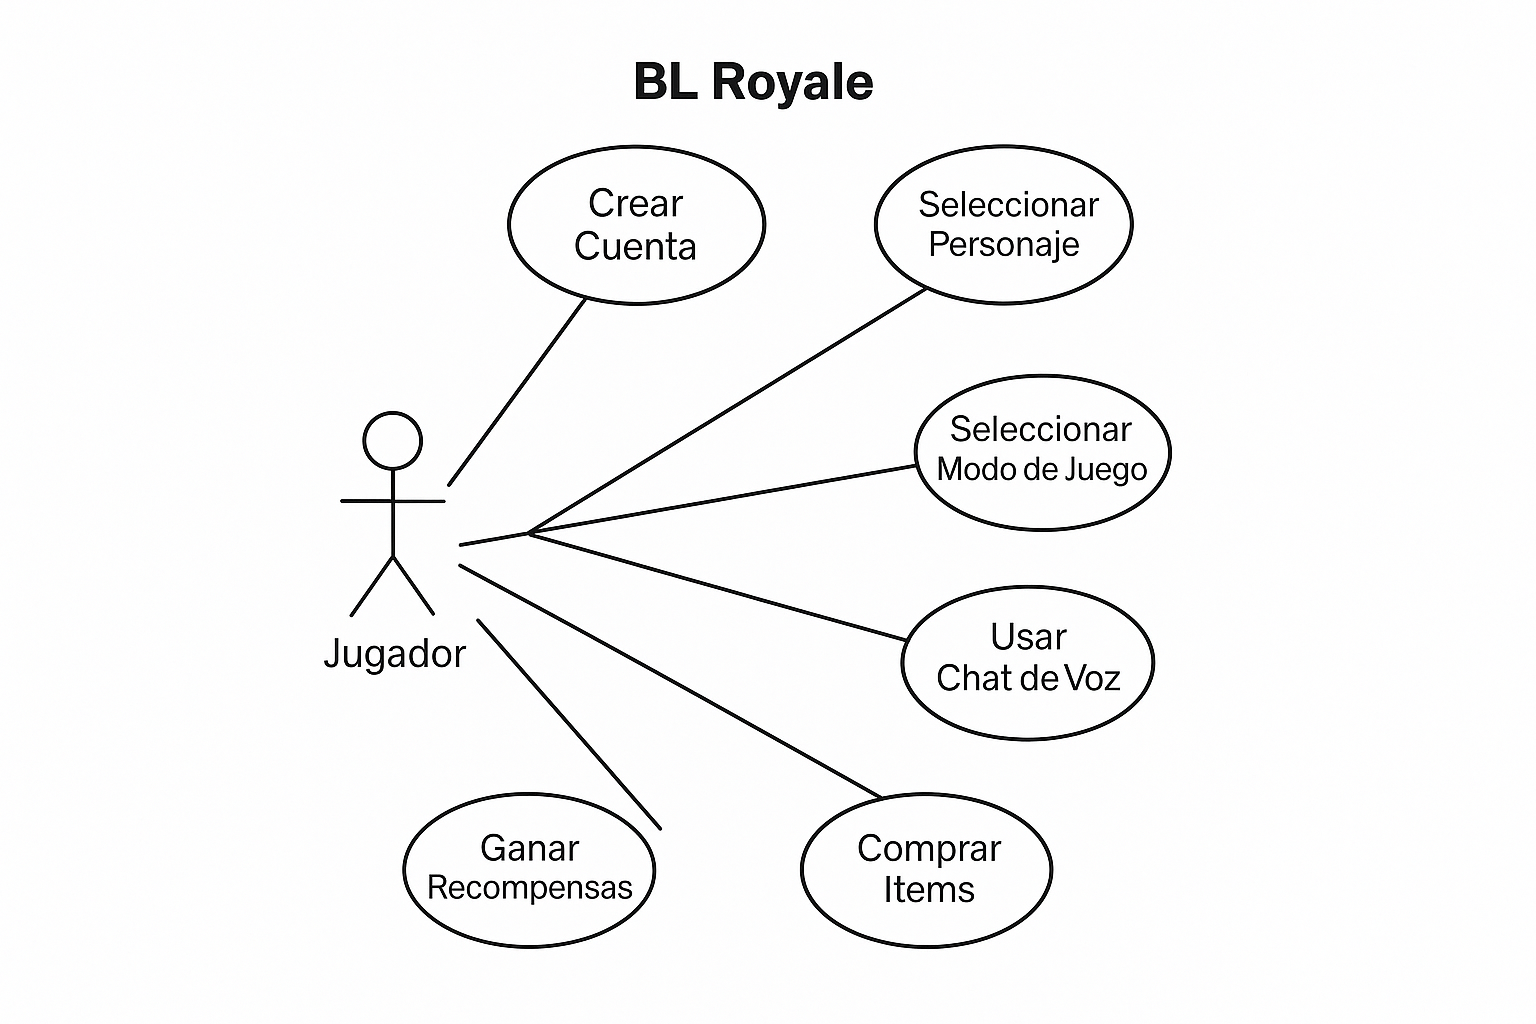 BL Royale
Crear
Cuenta
Seleccionar
Personaje
Seleccionar
Modo de Juego
Jugador
Usar
Chat de Voz
Ganar
Recompensas
Comprar
Items